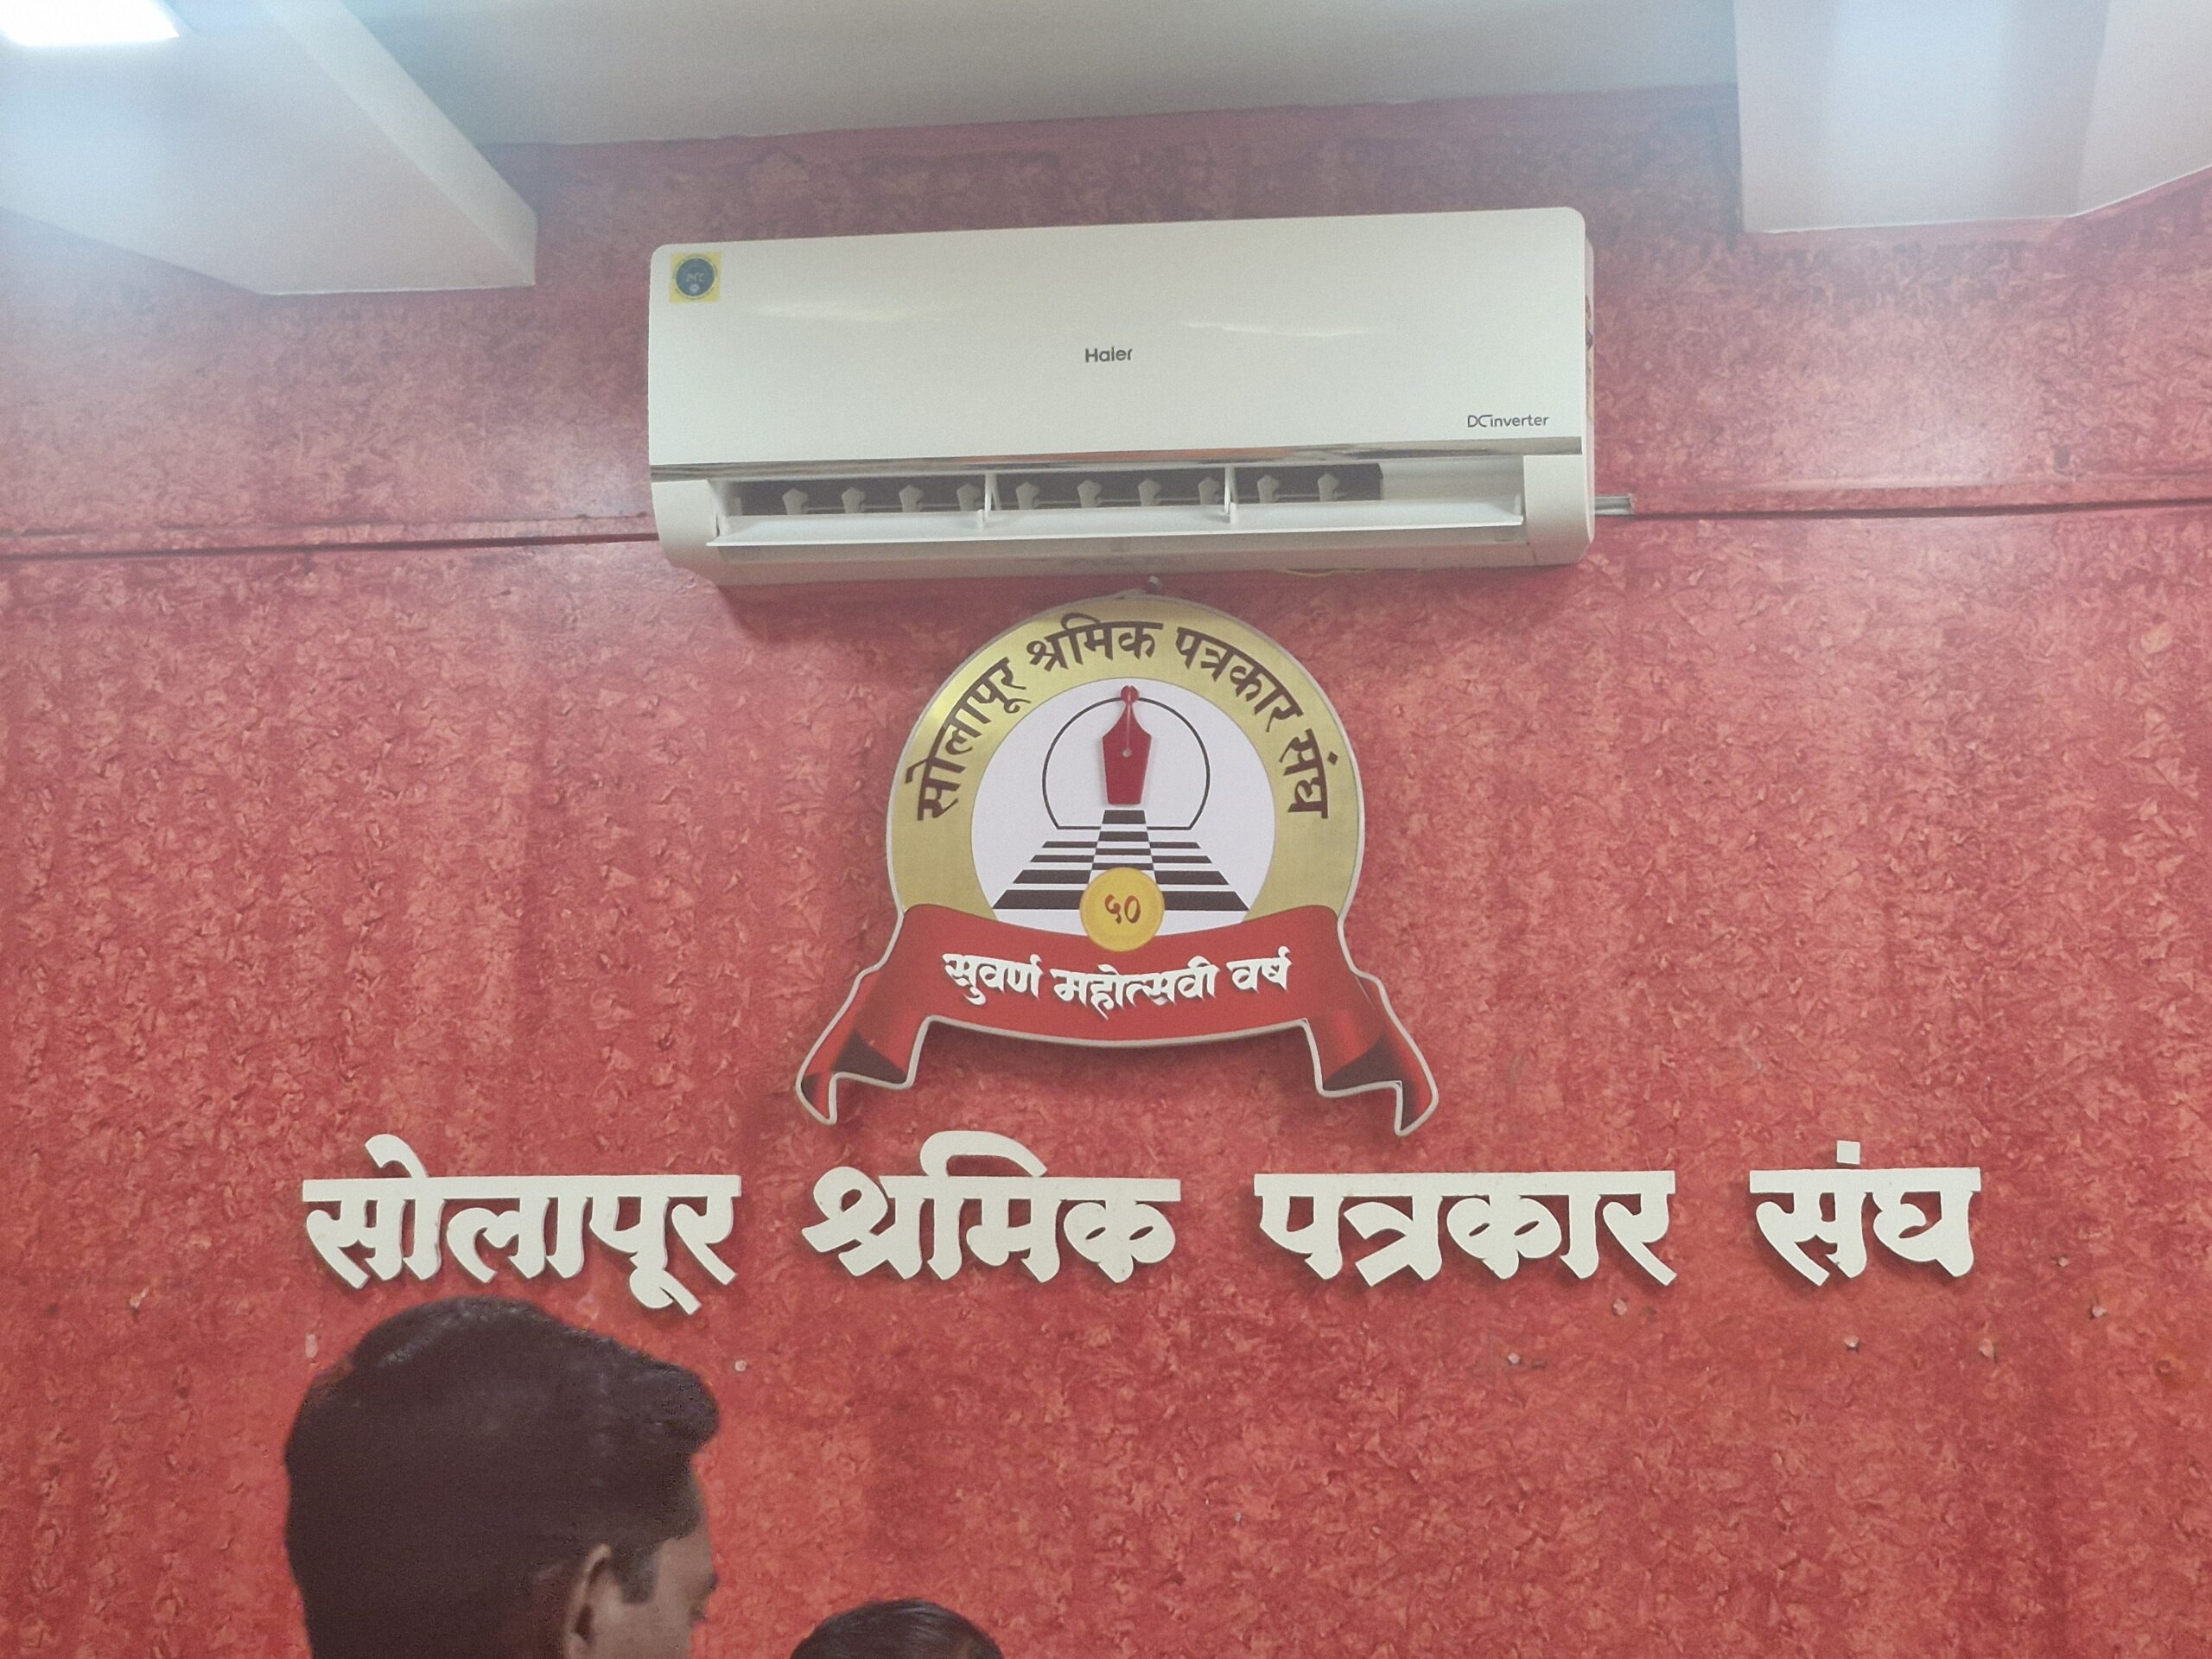 Haier
DC inverter
सोलापूर श्रमिक पत्रकार संघ
५०
सुवर्ण महोत्सवी वर्ष
सोलापूर श्रमिक पत्रकार संघ